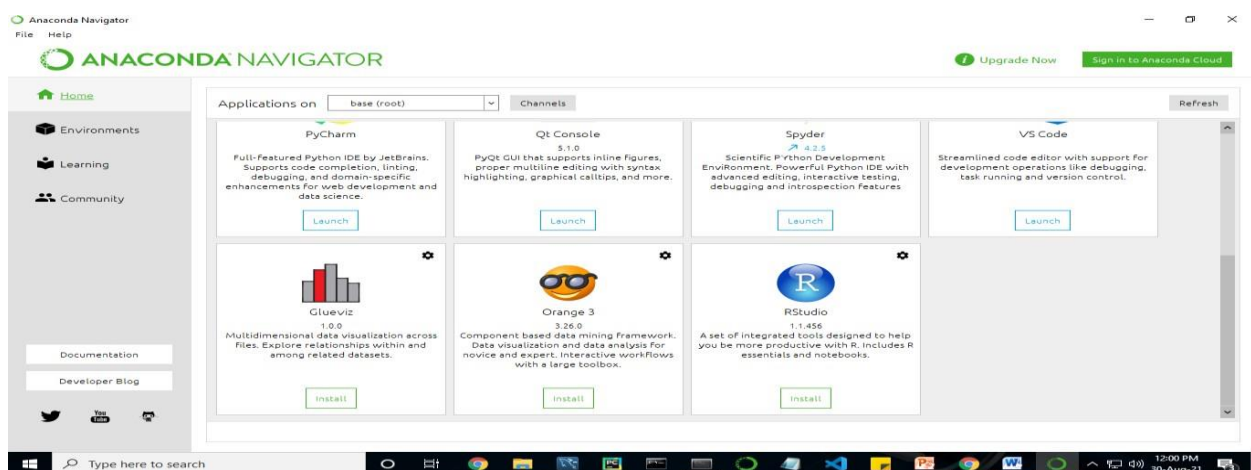 Anaconda Navigator
File Help
ANACONDA NAVIGATOR
Upgrade Now
Sign in to Anaconda Cloud
Home
Environments
Learning
Community
Documentation
Developer Blog
You
Tube
Applications on base (root) Channels Refresh
PyCharm
Full-featured Python IDE by JetBrains.
Supports code completion, linting,
debugging, and domain-specific
enhancements for web development and
data science.
Launch
Qt Console
5.1.0
PyQt GUI that supports inline figures,
proper multiline editing with syntax
highlighting, graphical calltips, and more.
Launch
Spyder
4.2.5
Scientific Python Development
EnviRonment. Powerful Python IDE with
advanced editing, interactive testing,
debugging and introspection features
Launch
VS Code
Streamlined code editor with support for
development operations like debugging,
task running and version control.
Launch
Glueviz
1.0.0
Multidimensional data visualization across
files. Explore relationships within and
among related datasets.
Install
Orange 3
3.26.0
Component based data mining framework.
Data visualization and data analysis for
novice and expert. Interactive workflows
with a large toolbox.
Install
R
RStudio
1.1.456
A set of integrated tools designed to help
you be more productive with R. Includes R
essentials and notebooks.
Install
Type here to search
12:00 PM
30-Aug-21